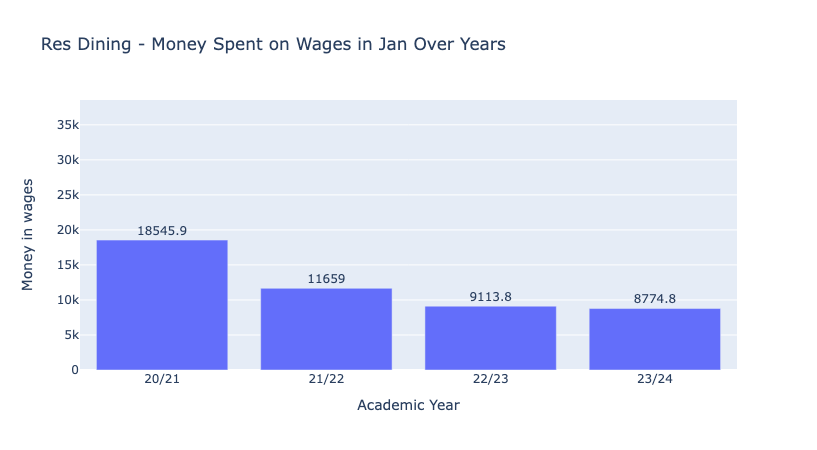 Res Dining - Money Spent on Wages in Jan Over Years
Money in wages
35k
30k
25k
20k
15k
10k
5k
0
18545.9
11659
9113.8
8774.8
20/21
21/22
22/23
23/24
Academic Year